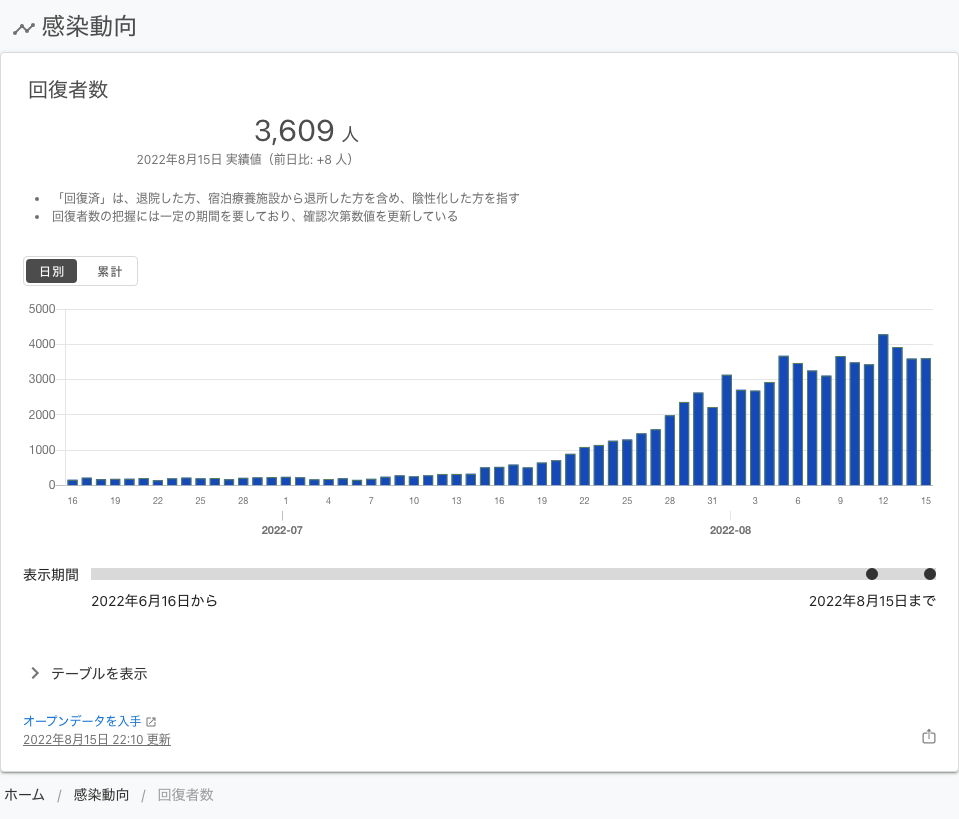 感染動向
回復者数
3,609 人
2022年8月15日 実績値（前日比: +8 人）
• 「回復済」は、退院した方、宿泊療養施設から退所した方を含め、陰性化した方を指す
• 回復者数の把握には一定の期間を要しており、確認次第数値を更新している
日別 累計
5000
4000
3000
2000
1000
0
16 19 22 25 28 1 4 7 10 13 16 19 22 25 28 31 3 6 9 12 15
2022-07 2022-08
表示期間
2022年6月16日から 2022年8月15日まで
テーブルを表示
オープンデータを入手
2022年8月15日 22:10 更新
ホーム / 感染動向 / 回復者数